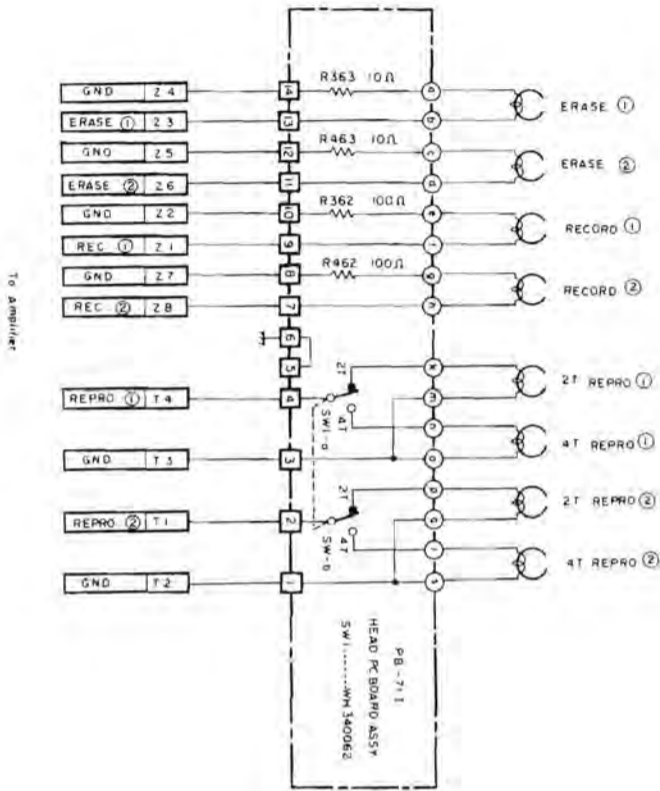 GND Z4 14 R363 10Ω a
ERASE ① Z3 13 b ERASE ①
GND Z5 12 R463 10Ω c
ERASE ② Z6 11 d ERASE ②
GND Z2 10 R362 100Ω e
REC ① Z1 9 f RECORD ①
GND Z7 8 R462 100Ω g
REC ② Z8 7 h RECORD ②
6
5 2T k 2T REPRO ①
REPRO ① T4 4 m
SW1-a 4T n 4T REPRO ①
GND T3 3 o
2T p 2T REPRO ②
REPRO ② T1 2 q
4T r 4T REPRO ②
GND T2 1 s
To Amplifier
PB-711
HEAD PC BOARD ASSY
SW1.......WH340062